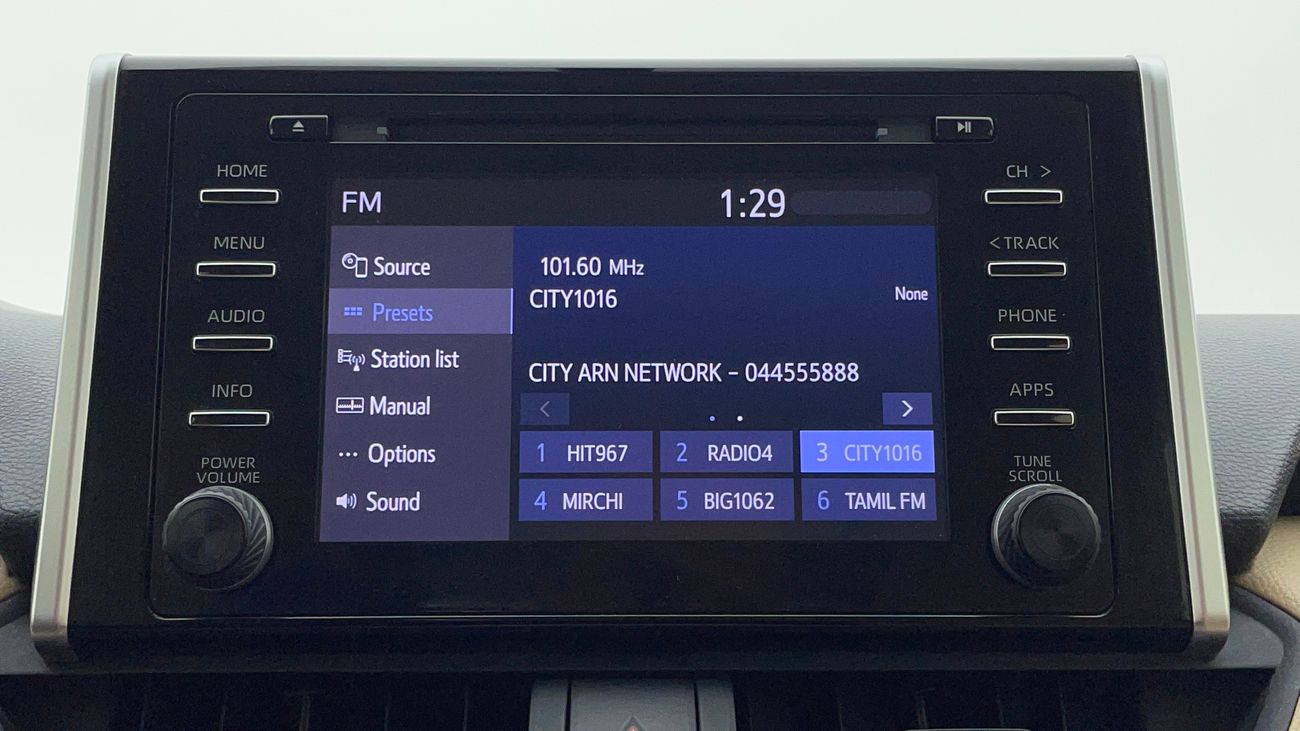 HOME
MENU
AUDIO
INFO
POWER
VOLUME
FM
1:29
Source
Presets
Station list
Manual
Options
Sound
101.60 MHz
CITY1016
None
CITY ARN NETWORK - 044555888
1 HIT967
2 RADIO4
3 CITY1016
4 MIRCHI
5 BIG1062
6 TAMIL FM
CH >
< TRACK
PHONE
APPS
TUNE
SCROLL